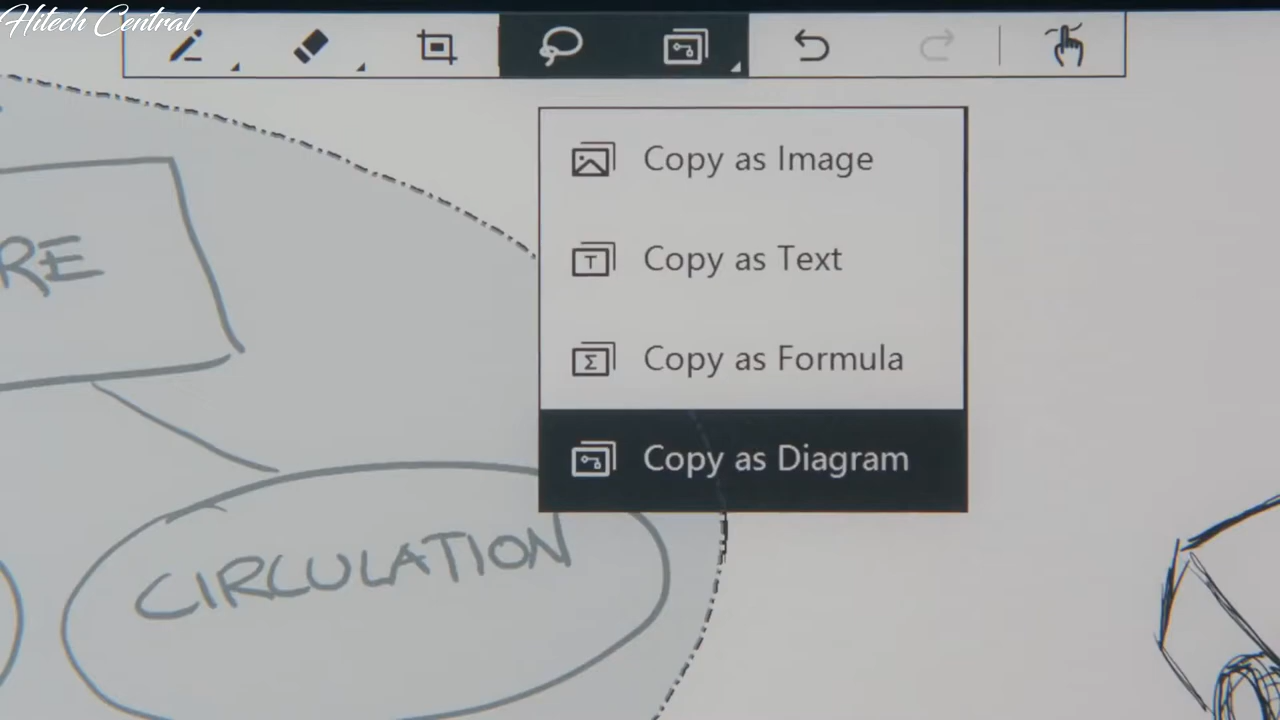 Hitech Central
Copy as Image
RE
Copy as Text
Copy as Formula
Copy as Diagram
CIRCULATION